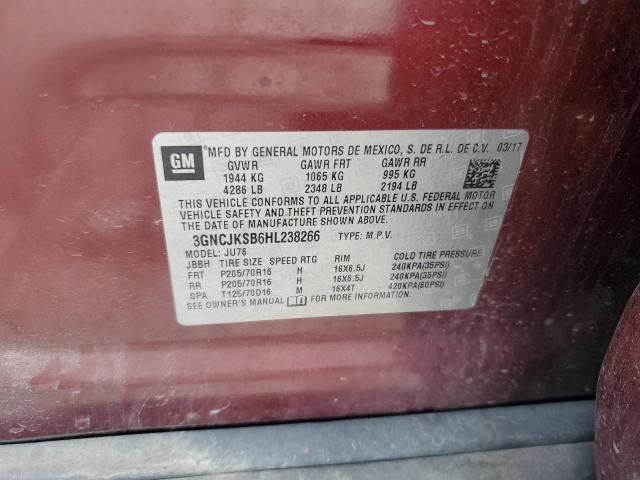 GM
MFD BY GENERAL MOTORS DE MEXICO, S. DE R.L. DE C.V. 03/17
GVWR GAWR FRT GAWR RR
1944 KG 1065 KG 995 KG
4286 LB 2348 LB 2194 LB
THIS VEHICLE CONFORMS TO ALL APPLICABLE U.S. FEDERAL MOTOR
VEHICLE SAFETY AND THEFT PREVENTION STANDARDS IN EFFECT ON
THE DATE OF MANUFACTURE SHOWN ABOVE.
3GNCJKSB6HL238266 TYPE: M.P.V.
MODEL: JU76
JBBH TIRE SIZE SPEED RTG RIM COLD TIRE PRESSURE
FRT P205/70R16 H 16X6.5J 240KPA(35PSI)
RR P205/70R16 H 16X6.5J 240KPA(35PSI)
SPA T125/70D16 M 16X4T 420KPA(60PSI)
SEE OWNER'S MANUAL FOR MORE INFORMATION.